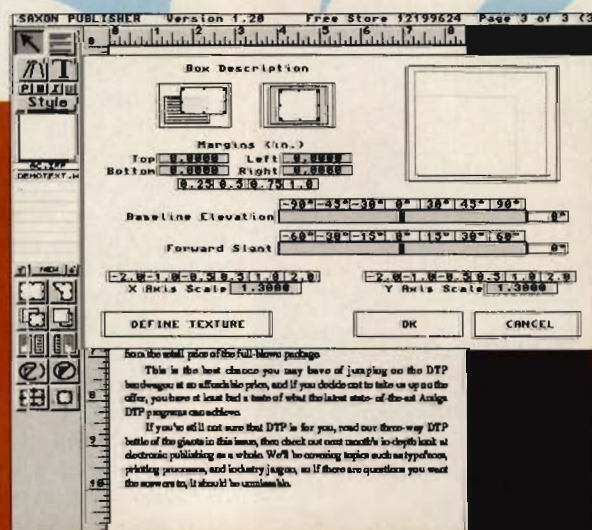 SAXON PUBLISHER Version 1.20 Free Store 12199624 Page 3 of 3 (3
Box Description
Style
Margins (in.)
Top 0.0000 Left 0.0000
Bottom 0.0000 Right 0.0000
0.25 0.5 0.75 1.0
DEMOTEXT.W
-90° -45° -30° 0° 30° 45° 90°
Baseline Elevation 0°
-60° -30° -15° 0° 15° 30° 60°
Forward Slant 0°
-2.0 -1.0 -0.5 0.5 1.0 2.0 -2.0 -1.0 -0.5 0.5 1.0 2.0
X Axis Scale 1.3000 Y Axis Scale 1.3000
DEFINE TEXTURE OK CANCEL
from the retail price of the full-blown package.
This is the best chance you may have of jumping on the DTP
bandwagon at an affordable price, and if you decide not to take us up on the
offer, you have at least had a taste of what the latest state-of-the-art Amiga
DTP programs can achieve.
If you're still not sure that DTP is for you, read our three-way DTP
battle of the giants in this issue, then check out next month's in-depth look at
electronic publishing as a whole. We'll be covering topics such as typefaces,
printing processes, and industry jargon, so if there are questions you want
the answers to, it should be unmissable.